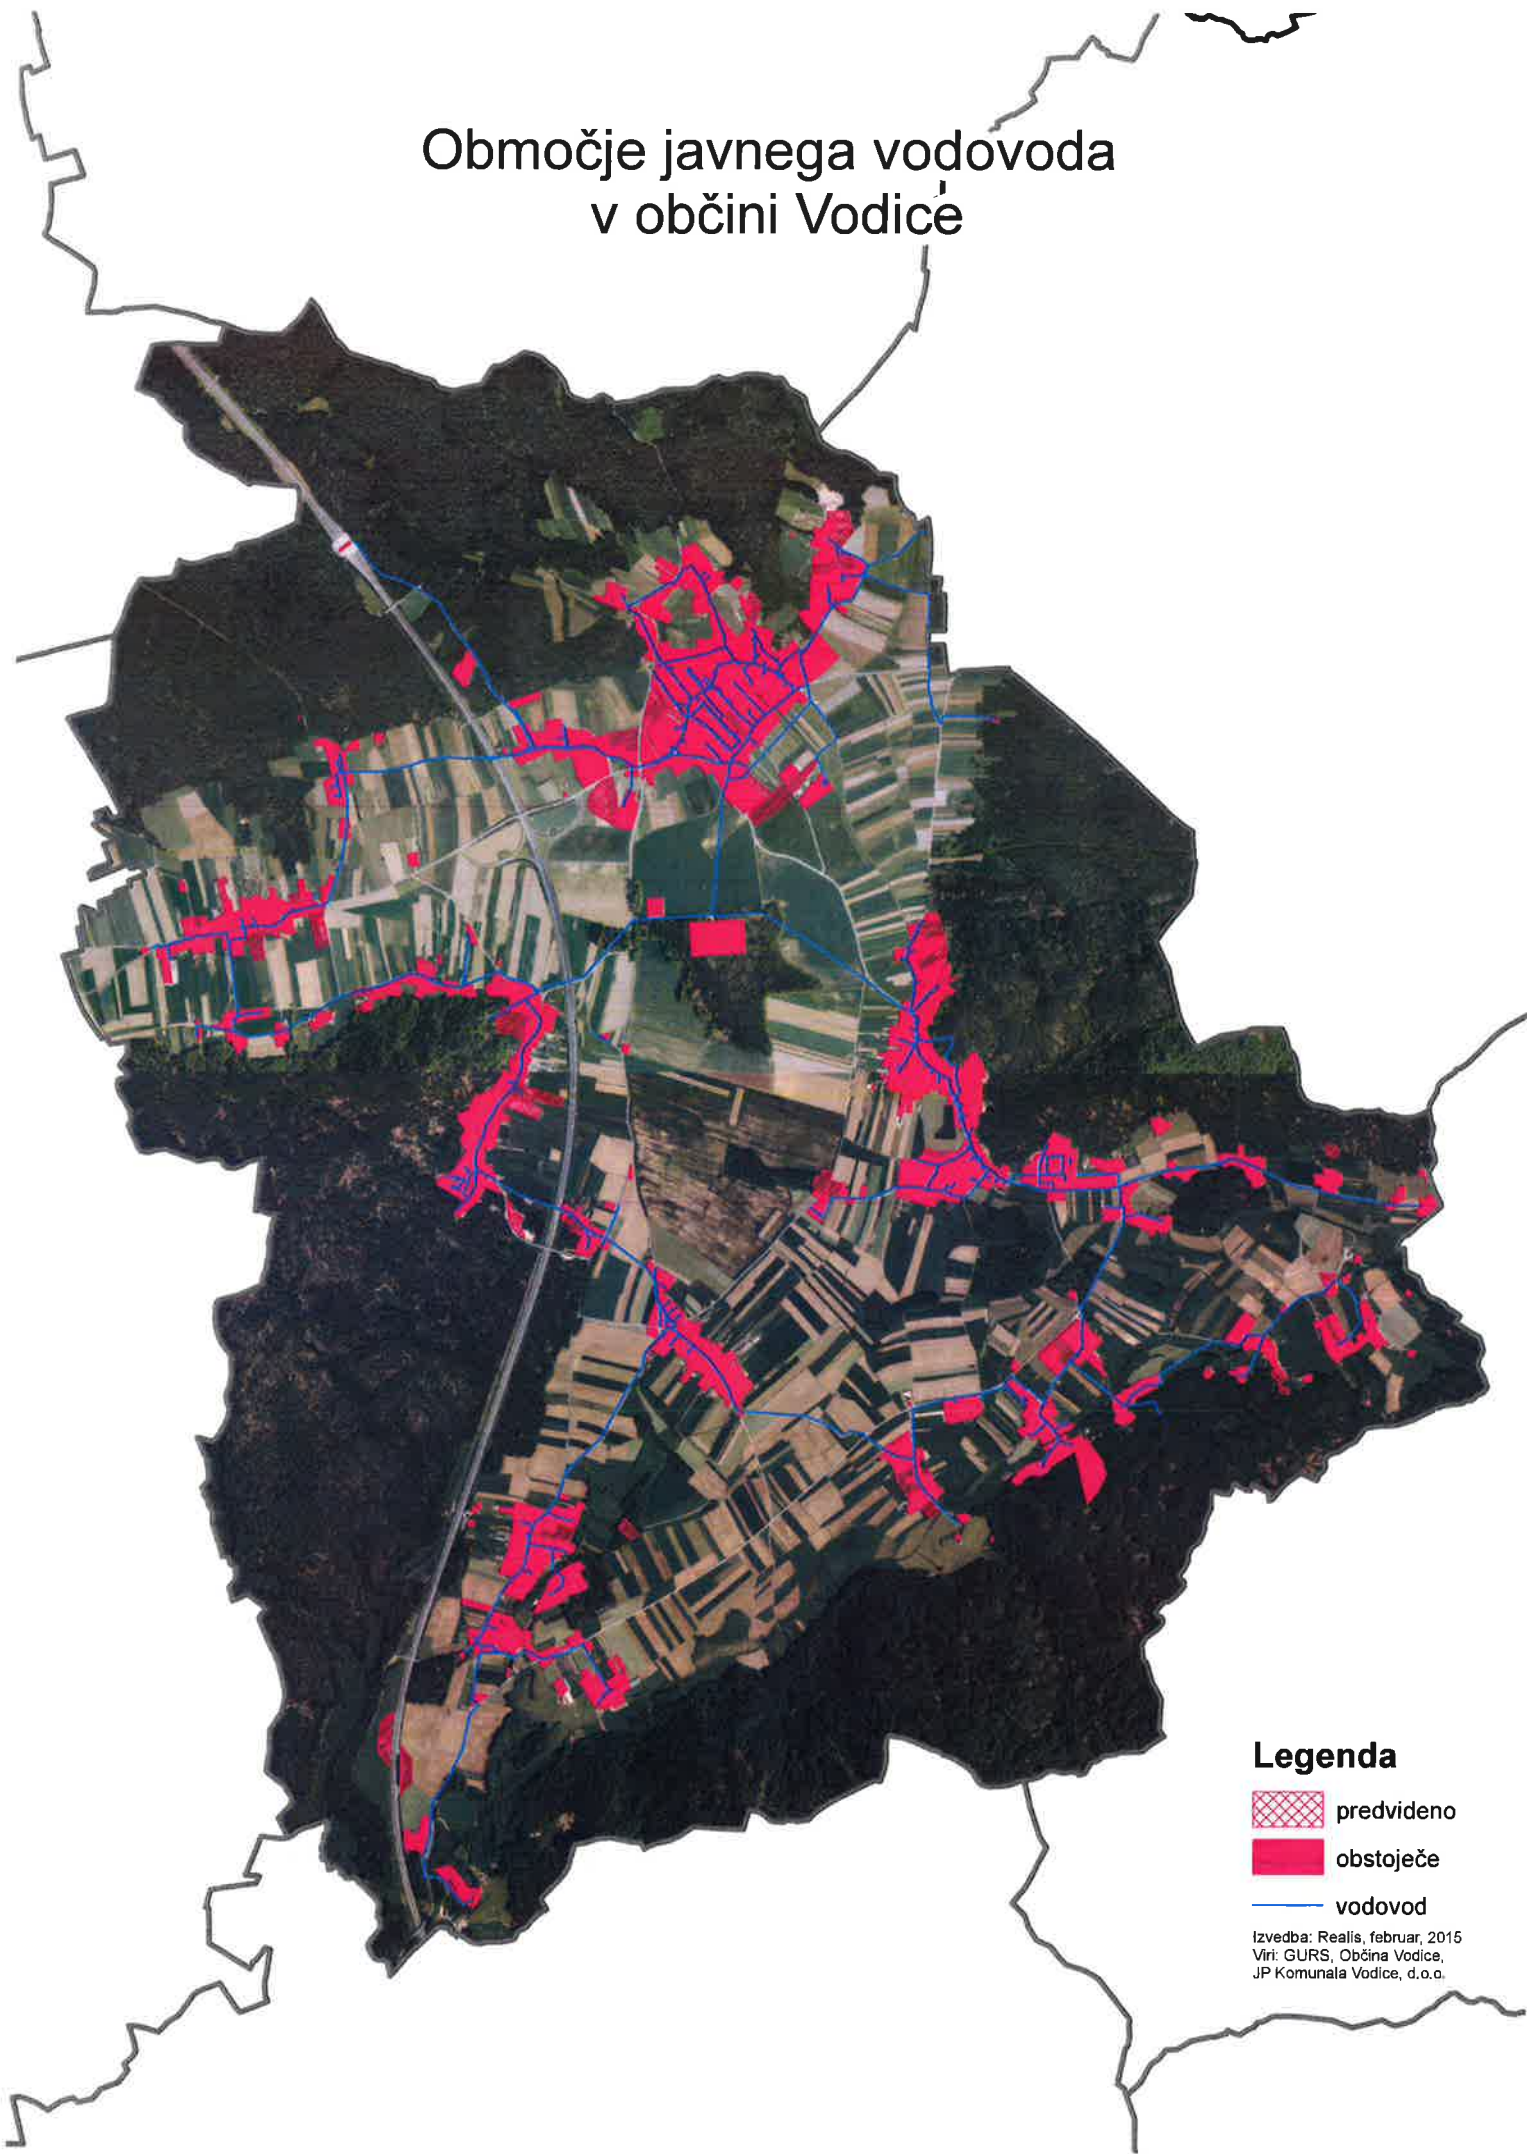 Območje javnega vodovoda
v občini Vodice
Legenda
predvideno
obstoječe
vodovod
Izvedba: Realis, februar, 2015
Viri: GURS, Občina Vodice,
JP Komunala Vodice, d.o.o.